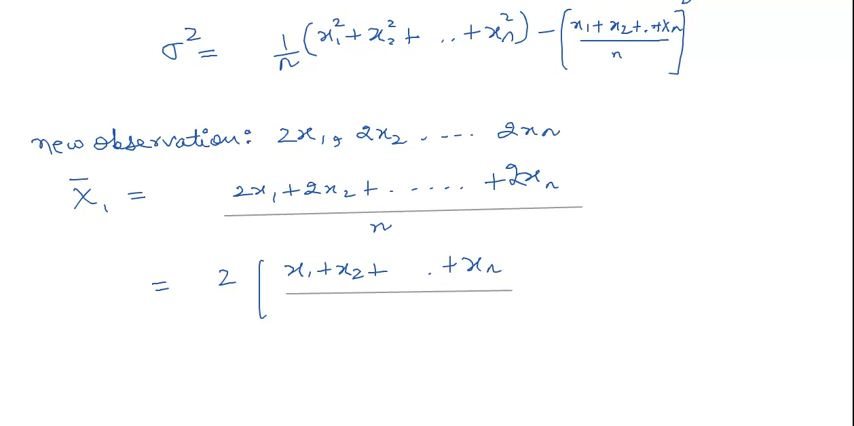 σ² = 1/n (x₁² + x₂² + .. + xₙ²) − [x₁ + x₂ + . + xₙ / n]
new observation: 2x₁, 2x₂ . --- 2xₙ
X̄₁ = 2x₁ + 2x₂ + ...... + 2xₙ / n
= 2 [ x₁ + x₂ + . + xₙ